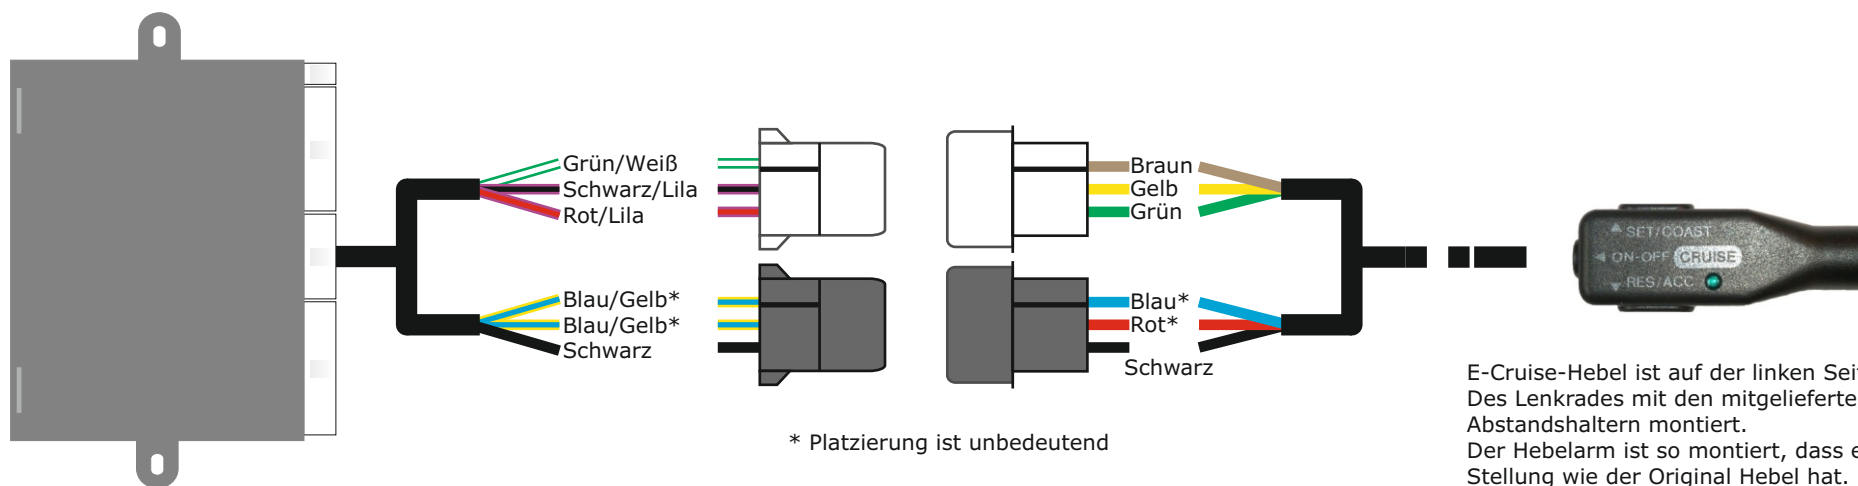 Grün/Weiß
Schwarz/Lila
Rot/Lila
Blau/Gelb*
Blau/Gelb*
Schwarz
Braun
Gelb
Grün
Blau*
Rot*
Schwarz
* Platzierung ist unbedeutend
SET/COAST
ON-OFF CRUISE
RES/ACC
E-Cruise-Hebel ist auf der linken
Des Lenkrades mit den
Abstandshaltern montiert.
Der Hebelarm ist so montiert, dass
Stellung wie der Original Hebel hat.